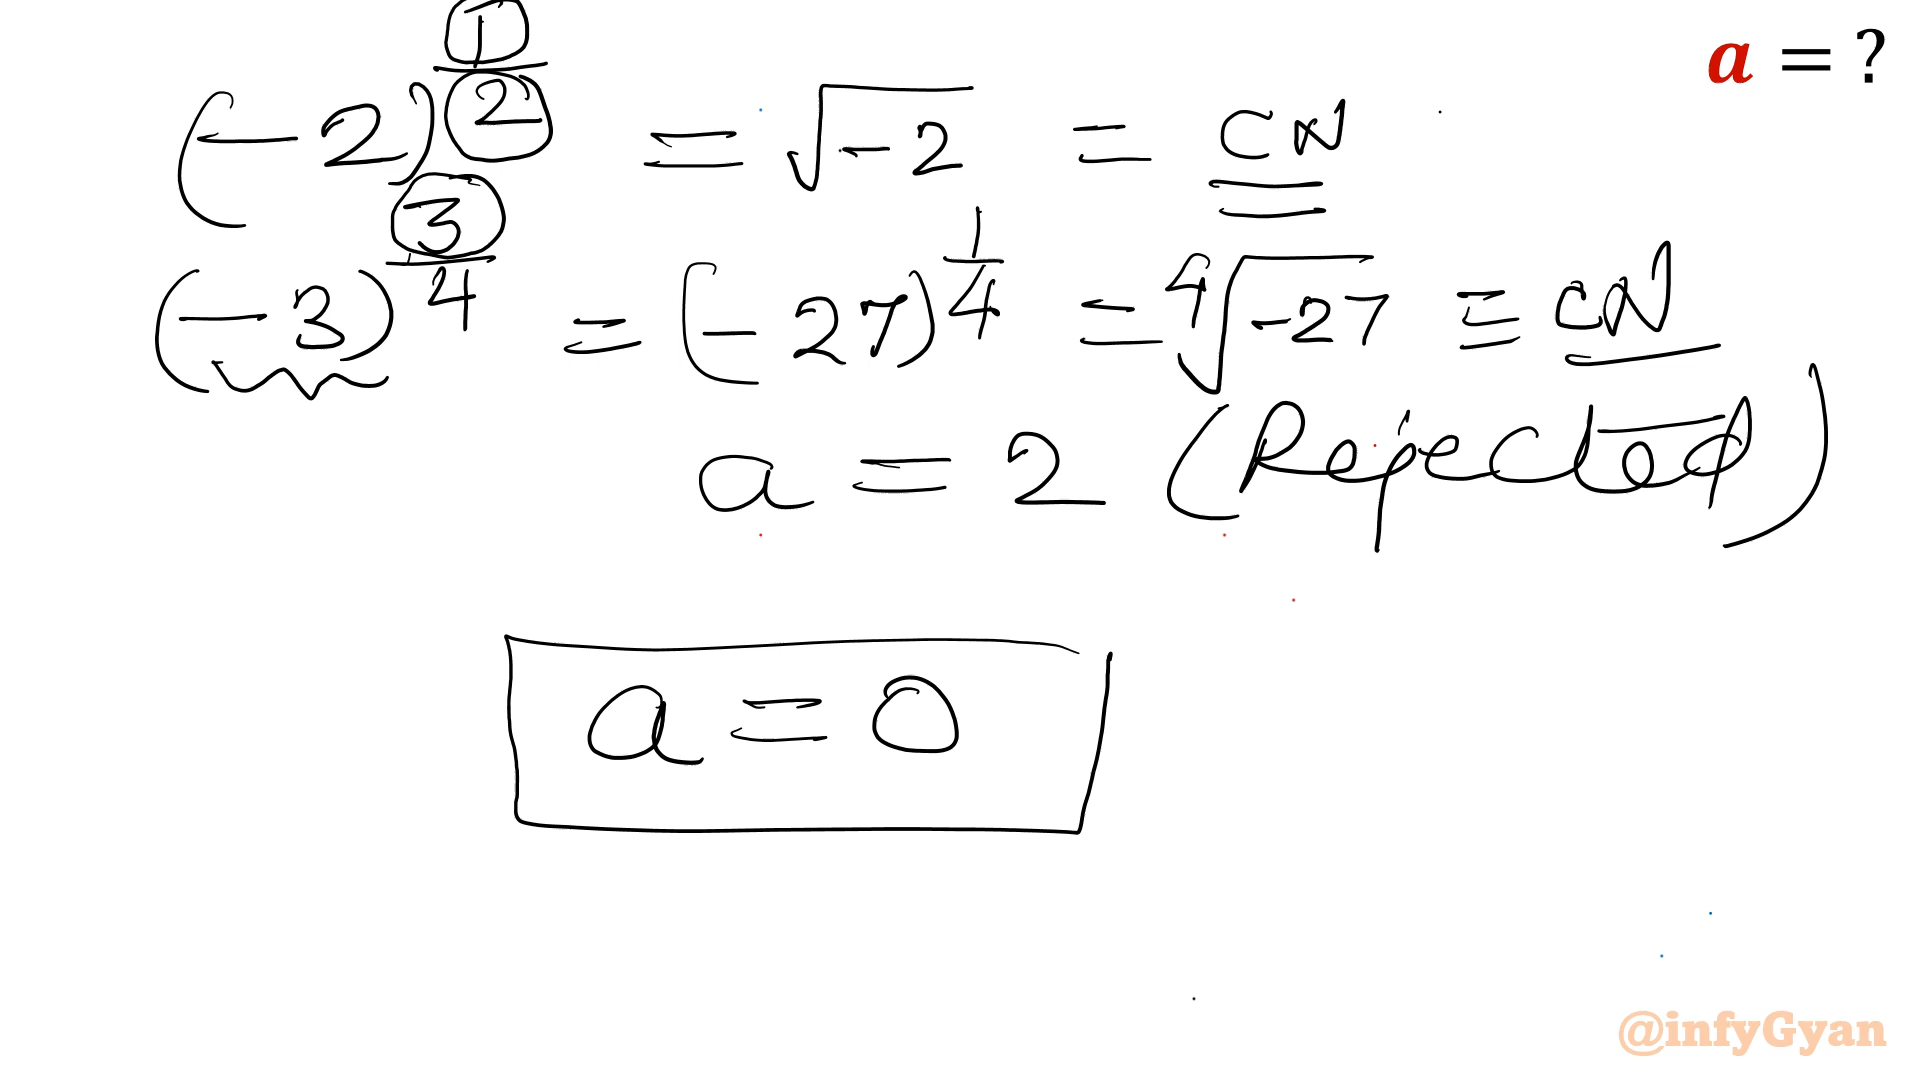 a = ?
(-2)^(1/2) = √-2 = CN
(-3)^(3/4) = (-27)^(1/4) = ⁴√-27 = CN
a = 2 (Rejected)
a = 0
@infyGyan